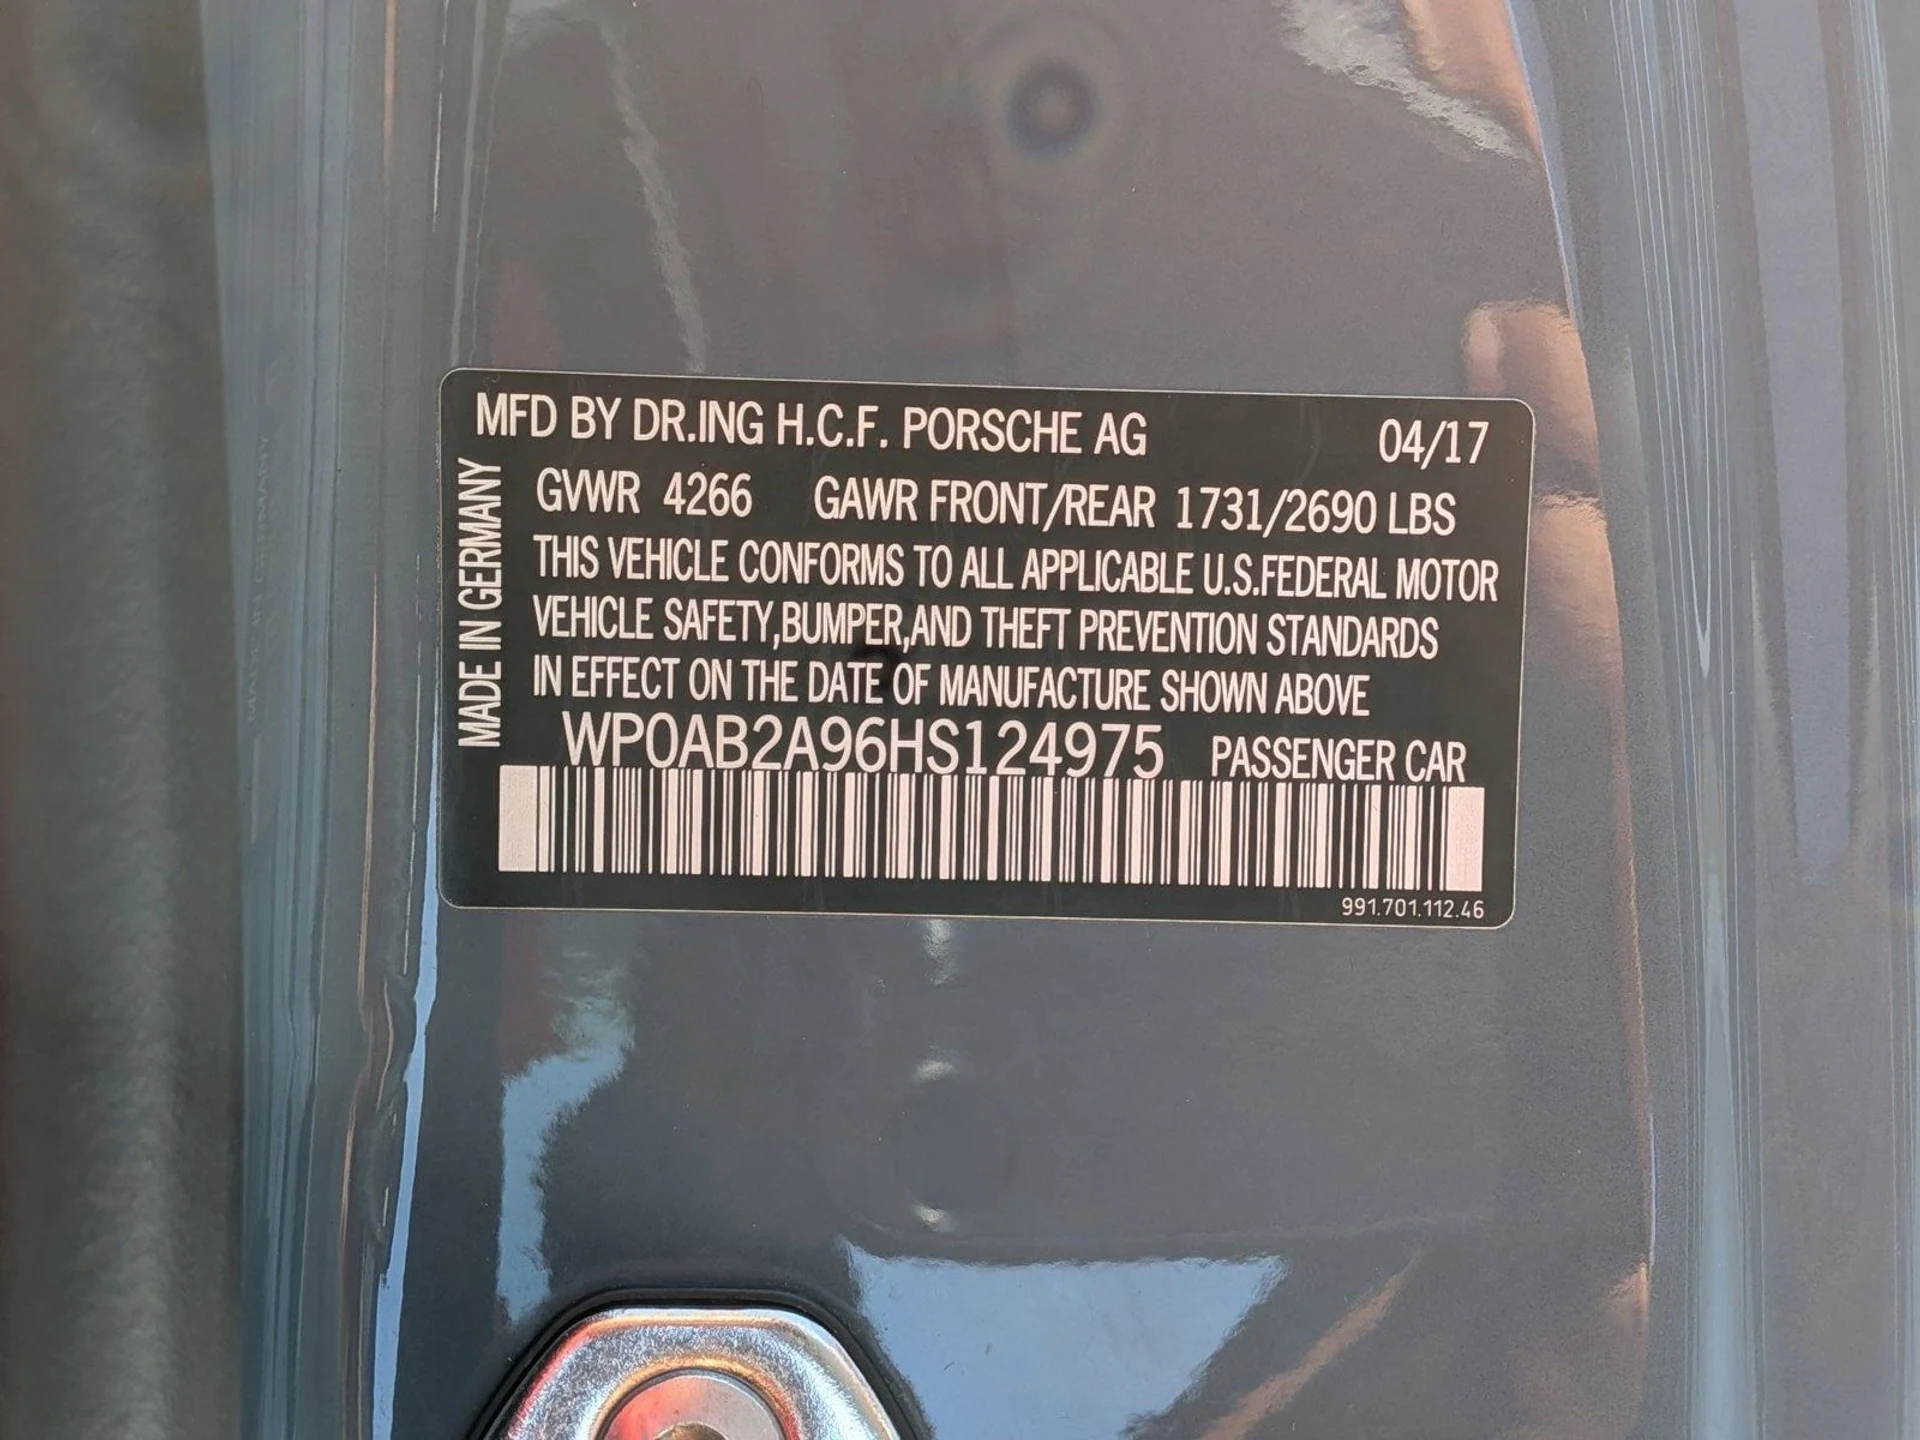 MFD BY DR.ING H.C.F. PORSCHE AG 04/17
MADE IN GERMANY
GVWR 4266 GAWR FRONT/REAR 1731/2690 LBS
THIS VEHICLE CONFORMS TO ALL APPLICABLE U.S.FEDERAL MOTOR
VEHICLE SAFETY,BUMPER,AND THEFT PREVENTION STANDARDS
IN EFFECT ON THE DATE OF MANUFACTURE SHOWN ABOVE
WP0AB2A96HS124975 PASSENGER CAR
991.701.112.46